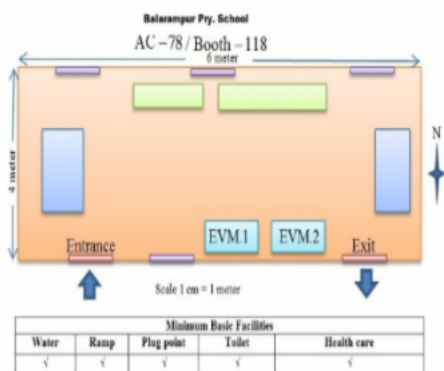 Balarampur Pry. School
AC -78 / Booth -118
6 meter
4 meter
N
EVM.1 EVM.2
Entrance Exit
Scale 1 cm = 1 meter
Minimum Basic Facilities
Water Ramp Plug point Toilet Health care
√ √ √ √ √